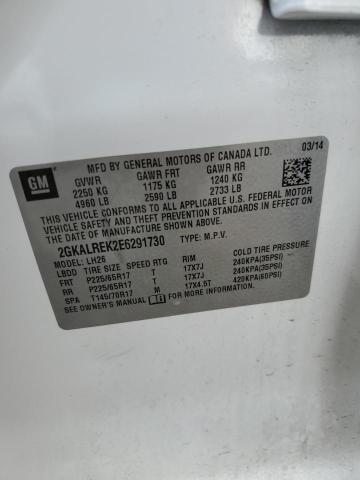 GM
MFD BY GENERAL MOTORS OF CANADA LTD. 03/14
GVWR GAWR FRT GAWR RR
2250 KG 1175 KG 1240 KG
4960 LB 2590 LB 2733 LB
THIS VEHICLE CONFORMS TO ALL APPLICABLE U.S. FEDERAL MOTOR
VEHICLE SAFETY, BUMPER, AND THEFT PREVENTION STANDARDS
IN EFFECT ON THE DATE OF MANUFACTURE SHOWN ABOVE.
2GKALREK2E6291730 TYPE: M.P.V.
MODEL: LH26
LBDD TIRE SIZE SPEED RTG RIM COLD TIRE PRESSURE
FRT P225/65R17 T 17X7J 240KPA(35PSI)
RR P225/65R17 T 17X7J 240KPA(35PSI)
SPA T145/70R17 M 17X4.5T 420KPA(60PSI)
SEE OWNER'S MANUAL FOR MORE INFORMATION.